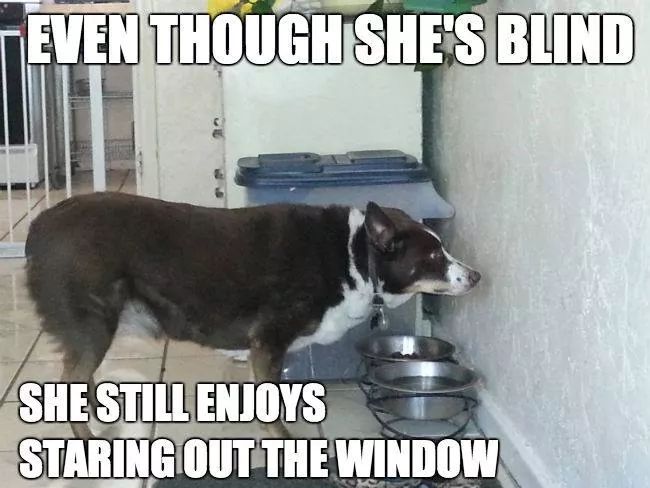 EVEN THOUGH SHE'S BLIND
SHE STILL ENJOYS
STARING OUT THE WINDOW